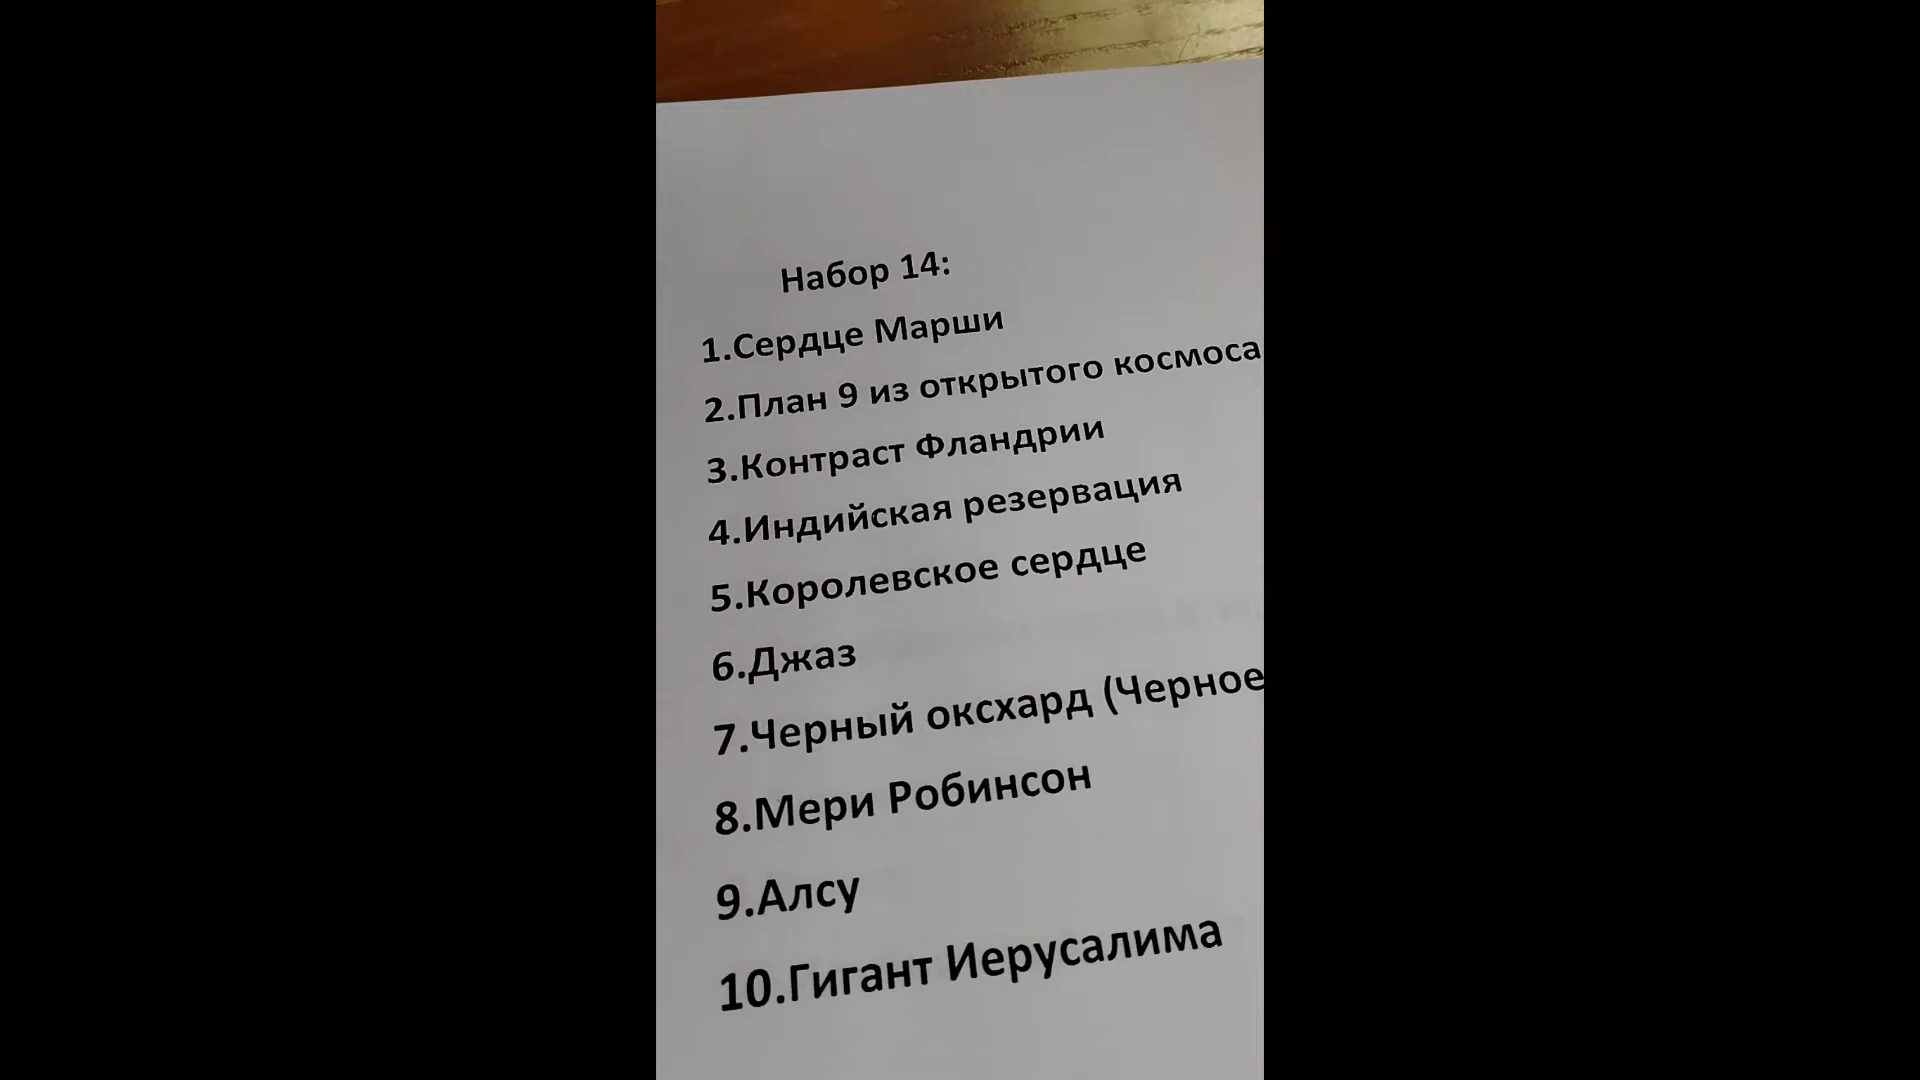 Набор 14:
1.Сердце Марши
2.План 9 из открытого космоса
3.Контраст Фландрии
4.Индийская резервация
5.Королевское сердце
6.Джаз
7.Черный оксхард (Черное
8.Мери Робинсон
9.Алсу
10.Гигант Иерусалима